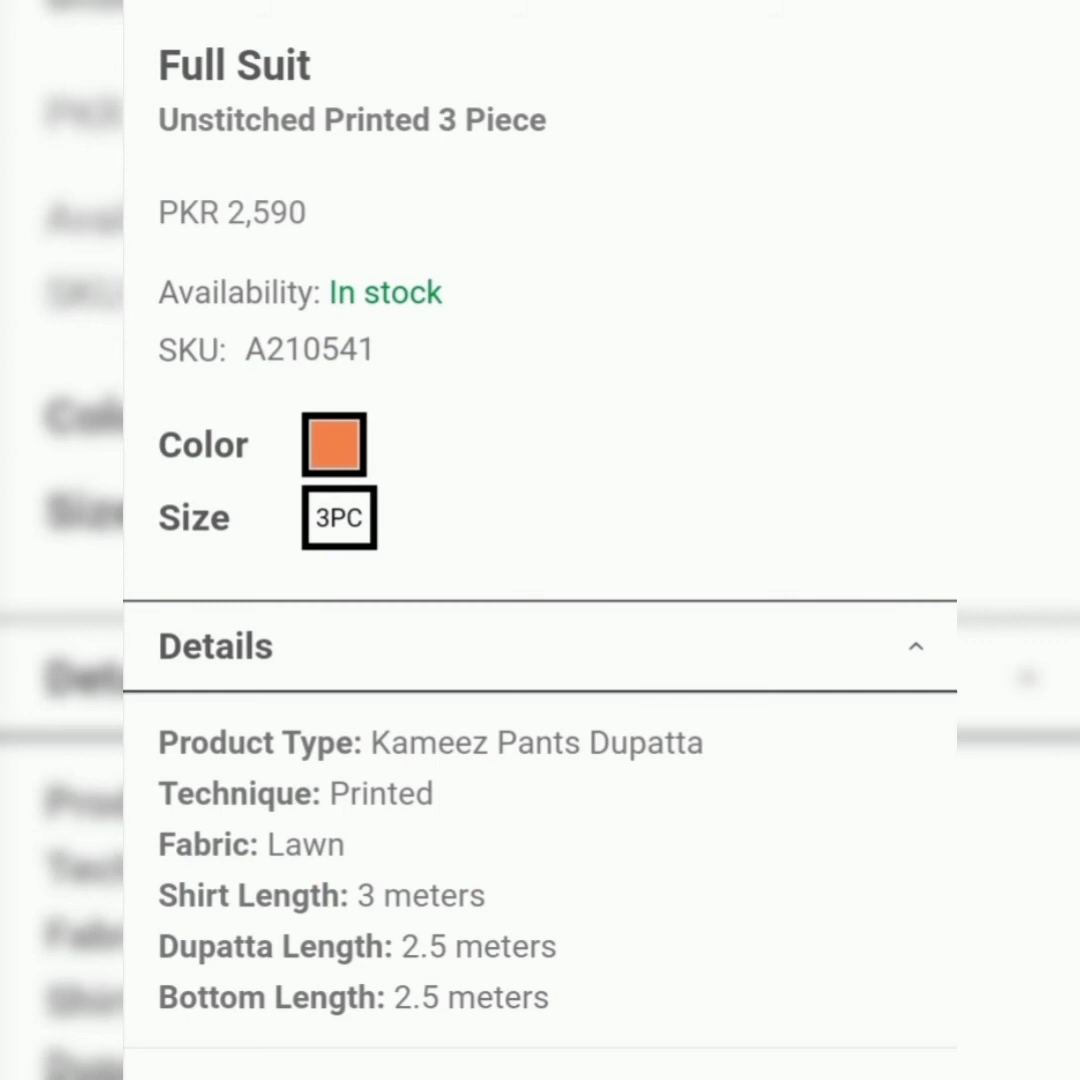 Full Suit
Unstitched Printed 3 Piece
PKR 2,590
Availability: In stock
SKU: A210541
Color
Size 3PC
Details
Product Type: Kameez Pants Dupatta
Technique: Printed
Fabric: Lawn
Shirt Length: 3 meters
Dupatta Length: 2.5 meters
Bottom Length: 2.5 meters